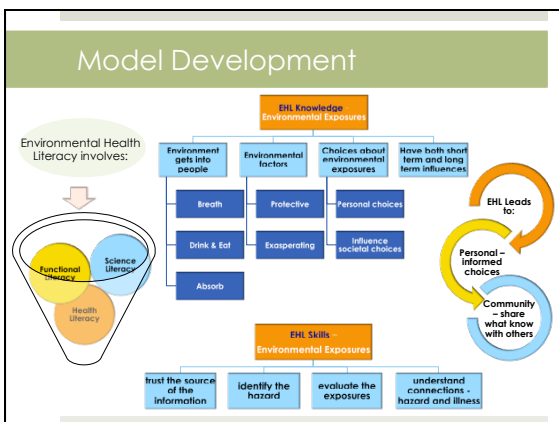 Model Development
Environmental Health
Literacy involves:
Functional
Literacy
Science
Literacy
Health
Literacy
EHL Knowledge –
Environmental Exposures
Environment
gets into
people
Breath
Drink & Eat
Absorb
Environmental
factors
Protective
Exasperating
Choices about
environmental
exposures
Personal choices
Influence
societal choices
Have both short
term and long
term influences
EHL Skills –
Environmental Exposures
trust the source
of the
information
identify the
hazard
evaluate the
exposures
understand
connections -
hazard and illness
EHL Leads
to:
Personal –
informed
choices
Community
– share
what know
with others